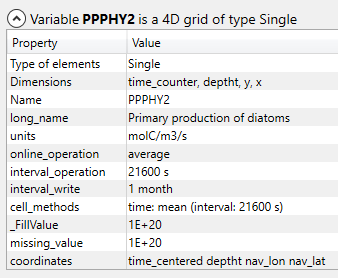 Variable PPPHY2 is a 4D grid of type Single
Property Value
Type of elements Single
Dimensions time_counter, deptht, y, x
Name PPPHY2
long_name Primary production of diatoms
units molC/m3/s
online_operation average
interval_operation 21600 s
interval_write 1 month
cell_methods time: mean (interval: 21600 s)
_FillValue 1E+20
missing_value 1E+20
coordinates time_centered deptht nav_lon nav_lat